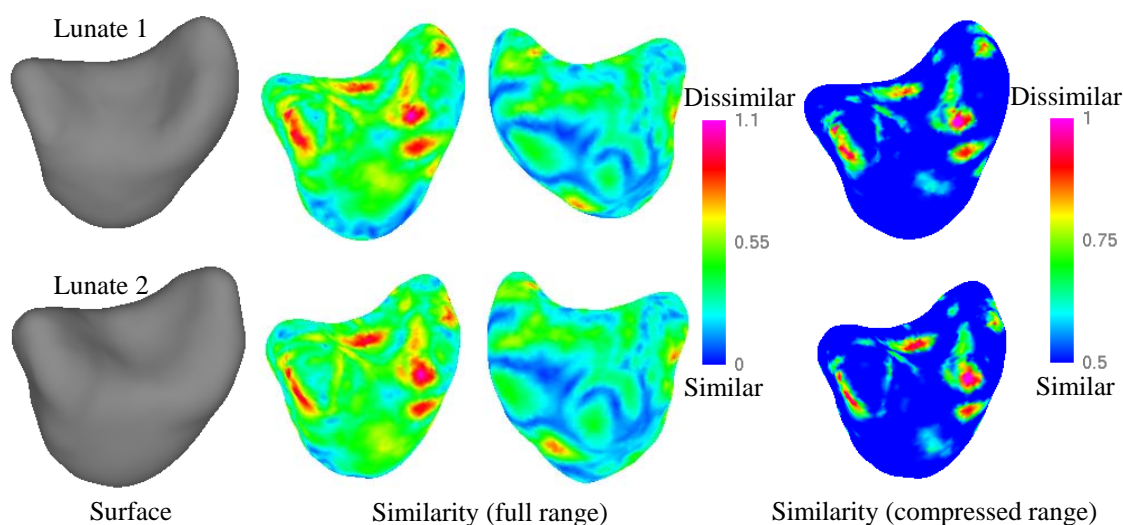 Lunate 1
Dissimilar
1.1
0.55
0
Similar
Dissimilar
1
0.75
0.5
Similar
Lunate 2
Surface
Similarity (full range)
Similarity (compressed range)